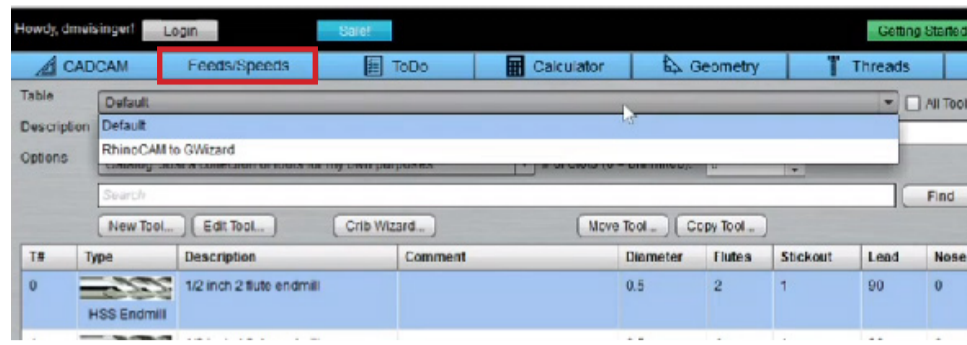 Howdy, dmeisinger! Login Sale! Getting Started
CADCAM Feeds/Speeds ToDo Calculator Geometry Threads
Table Default All Tool
Description Default
RhinoCAM to GWizard
Options
Search Find
New Tool... Edit Tool... Crib Wizard... Move Tool... Copy Tool...
T# Type Description Comment Diameter Flutes Stickout Lead Nose
0 1/2 inch 2 flute endmill 0.5 2 1 90 0
HSS Endmill